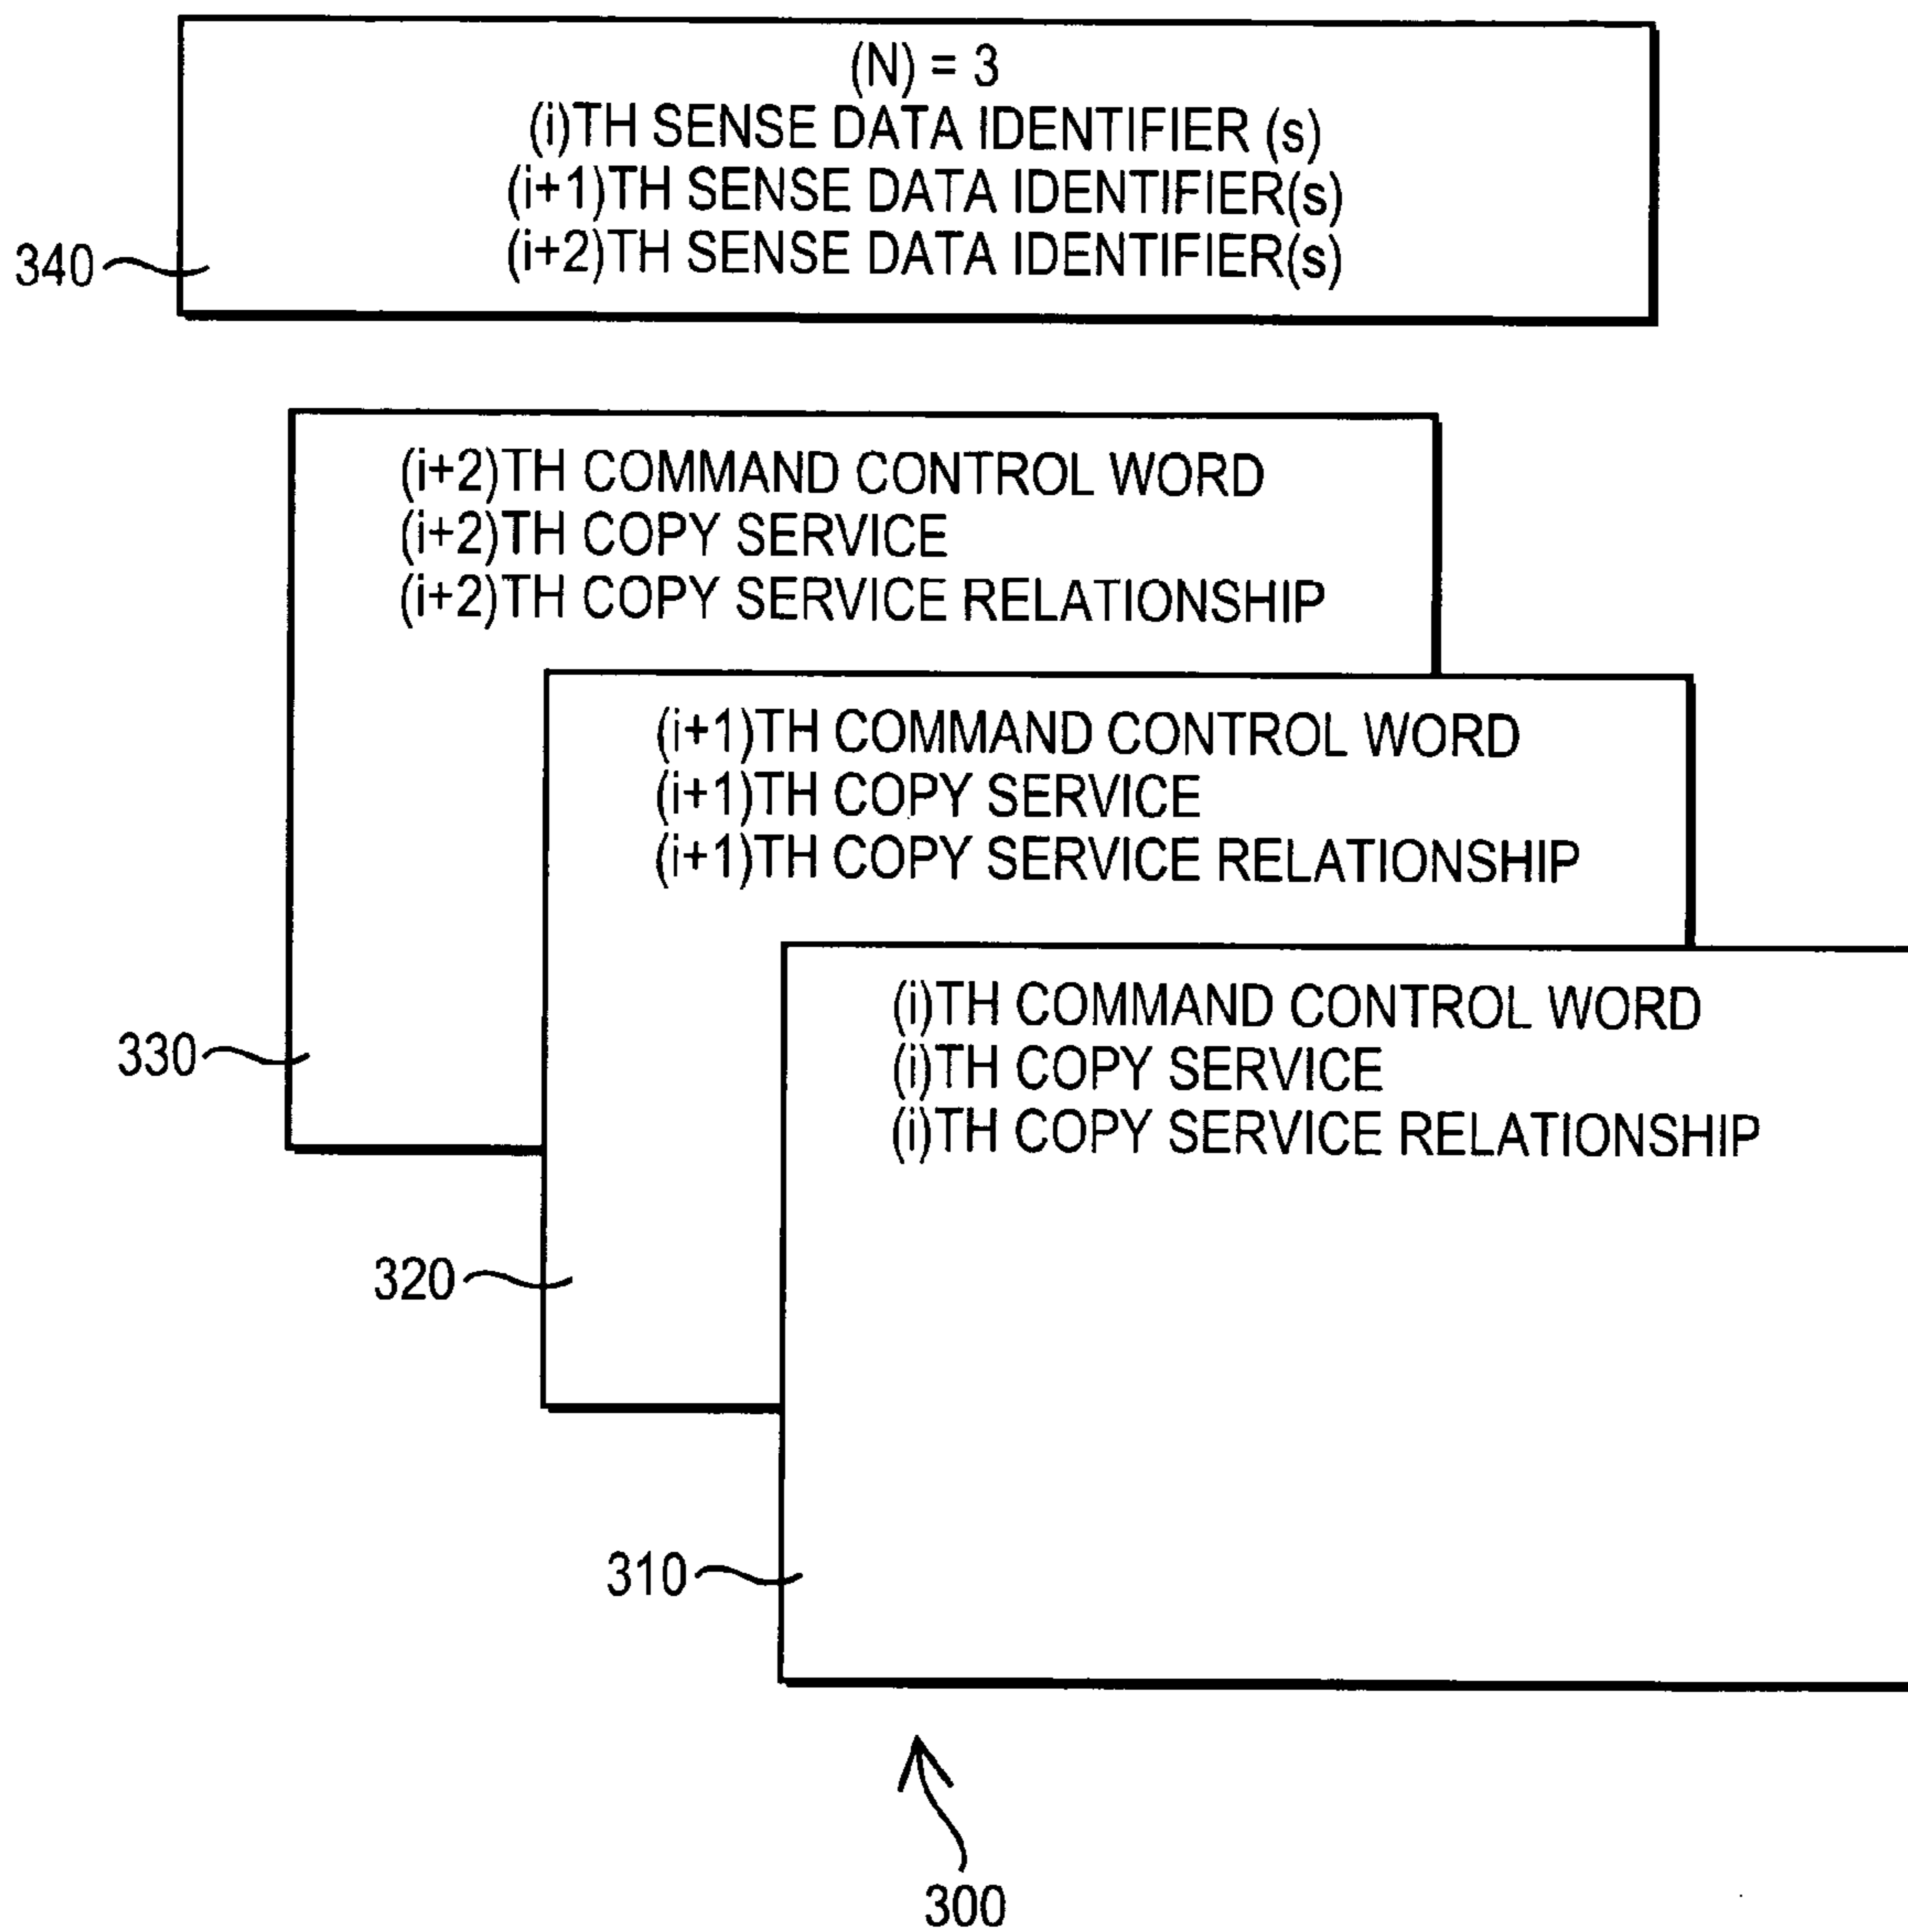 (N) = 3
(i)TH SENSE DATA IDENTIFIER (s)
(i+1)TH SENSE DATA IDENTIFIER(s)
(i+2)TH SENSE DATA IDENTIFIER(s)
340
(i+2)TH COMMAND CONTROL WORD
(i+2)TH COPY SERVICE
(i+2)TH COPY SERVICE RELATIONSHIP
(i+1)TH COMMAND CONTROL WORD
(i+1)TH COPY SERVICE
(i+1)TH COPY SERVICE RELATIONSHIP
(i)TH COMMAND CONTROL WORD
(i)TH COPY SERVICE
(i)TH COPY SERVICE RELATIONSHIP
330
320
310
300